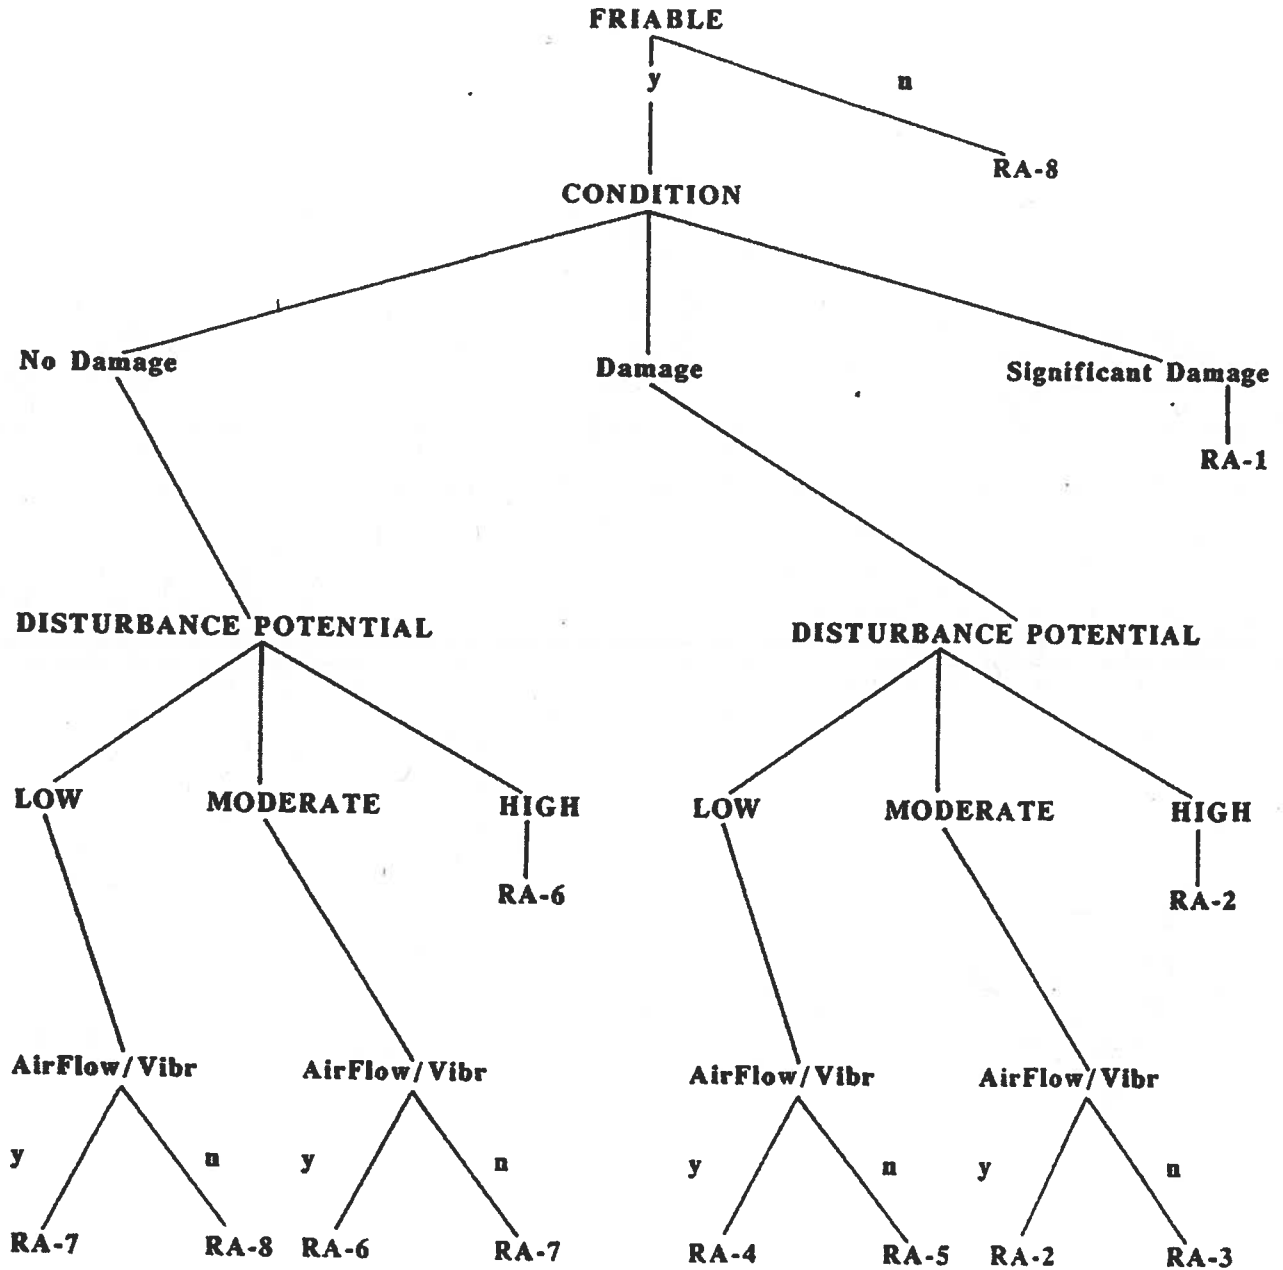 FRIABLE
y n
RA-8
CONDITION
No Damage Damage Significant Damage
RA-1
DISTURBANCE POTENTIAL DISTURBANCE POTENTIAL
LOW MODERATE HIGH LOW MODERATE HIGH
RA-6 RA-2
AirFlow/Vibr AirFlow/Vibr AirFlow/Vibr AirFlow/Vibr
y n y n y n y n
RA-7 RA-8 RA-6 RA-7 RA-4 RA-5 RA-2 RA-3